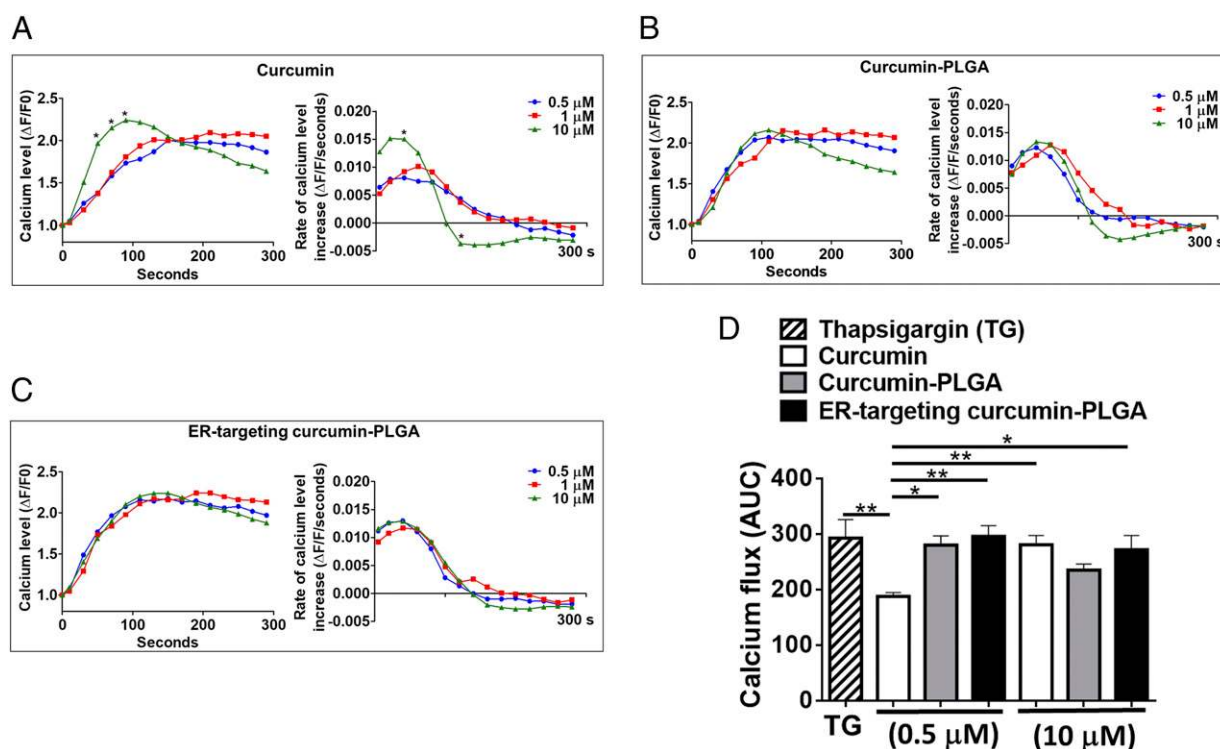 A
Curcumin
Calcium level (ΔF/F0)
2.5
2.0
1.5
1.0
0
100
200
300
Seconds
Rate of calcium level
increase (ΔF/F/seconds)
0.020
0.015
0.010
0.005
0.000
-0.005
300 s
0.5 μM
1 μM
10 μM
* * *
*
*
B
Curcumin-PLGA
Calcium level (ΔF/F0)
2.5
2.0
1.5
1.0
0
100
200
300
Seconds
Rate of calcium level
increase (ΔF/F/seconds)
0.020
0.015
0.010
0.005
0.000
-0.005
300 s
0.5 μM
1 μM
10 μM
C
ER-targeting curcumin-PLGA
Calcium level (ΔF/F0)
2.5
2.0
1.5
1.0
0
100
200
300
Seconds
Rate of calcium level
increase (ΔF/F/seconds)
0.020
0.015
0.010
0.005
0.000
-0.005
300 s
0.5 μM
1 μM
10 μM
D
Thapsigargin (TG)
Curcumin
Curcumin-PLGA
ER-targeting curcumin-PLGA
Calcium flux (AUC)
400
300
200
100
0
*
**
**
*
**
TG
(0.5 μM)
(10 μM)